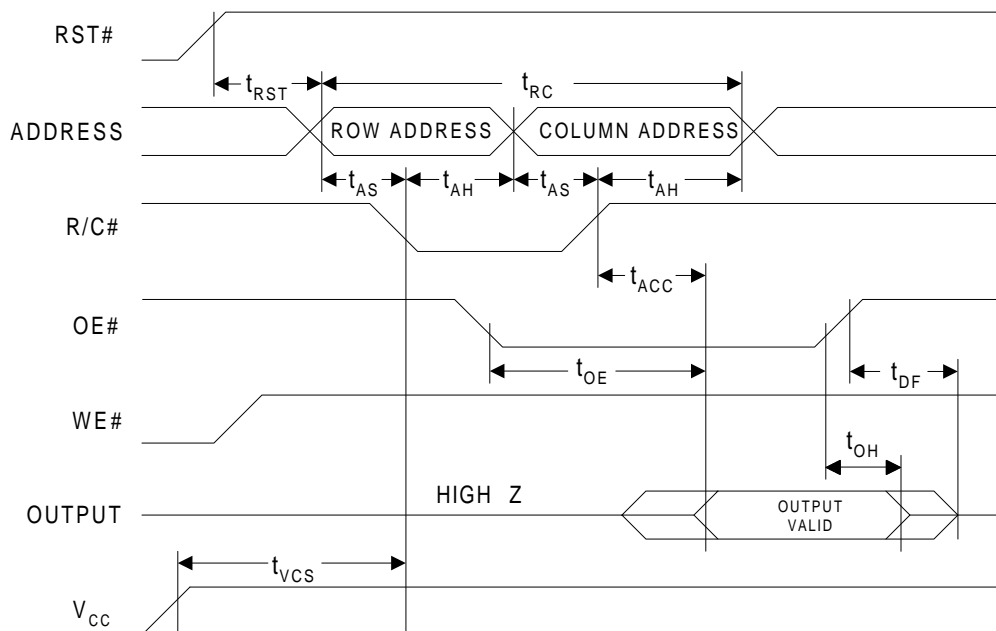 RST#
tRST
tRC
ADDRESS
ROW ADDRESS
COLUMN ADDRESS
tAS
tAH
tAS
tAH
R/C#
tACC
OE#
tOE
tDF
WE#
tOH
HIGH Z
OUTPUT
OUTPUT
VALID
tVCS
VCC